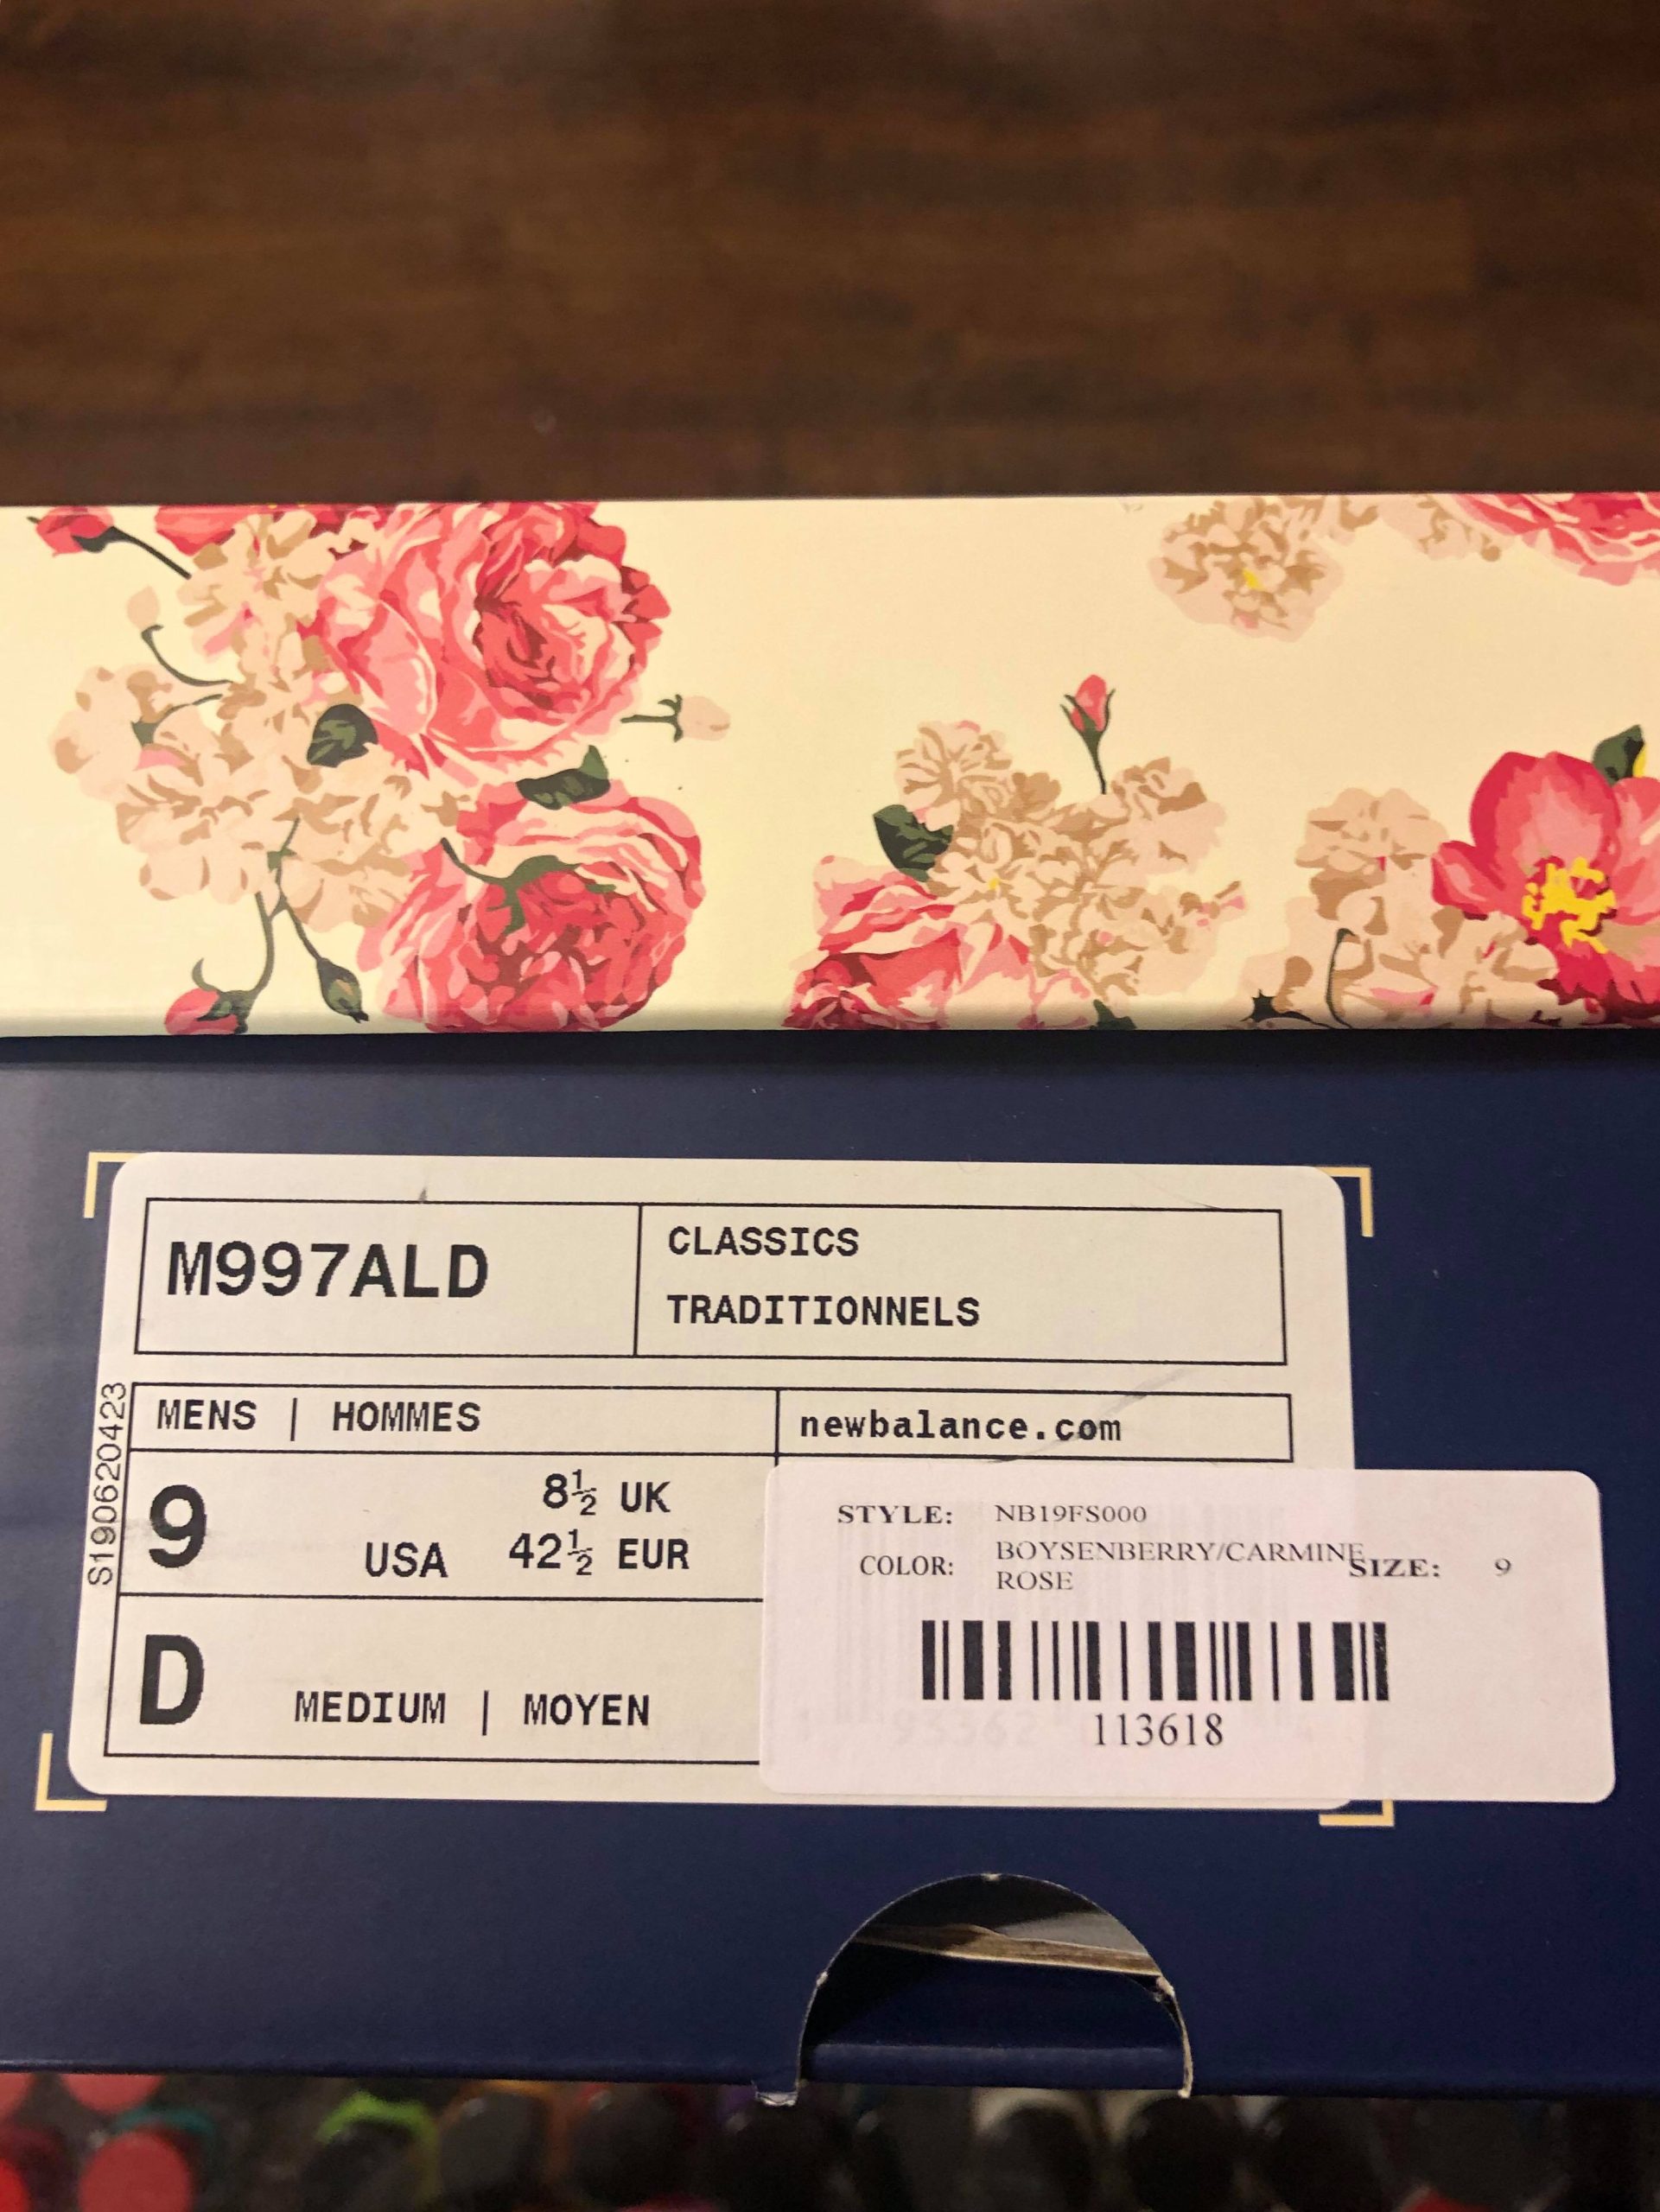 M997ALD
CLASSICS
TRADITIONNELS
S190620423
MENS | HOMMES
newbalance.com
9 USA 8½ UK
42½ EUR
D MEDIUM | MOYEN
STYLE: NB19FS000
COLOR: BOYSENBERRY/CARMINE
ROSE
SIZE: 9
113618